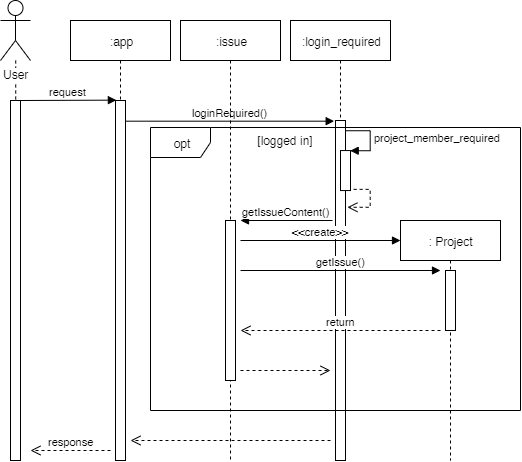 :app
:issue
:login_required
User
request
loginRequired()
opt
[logged in]
project_member_required
getIssueContent()
<<create>>
: Project
getIssue()
return
response